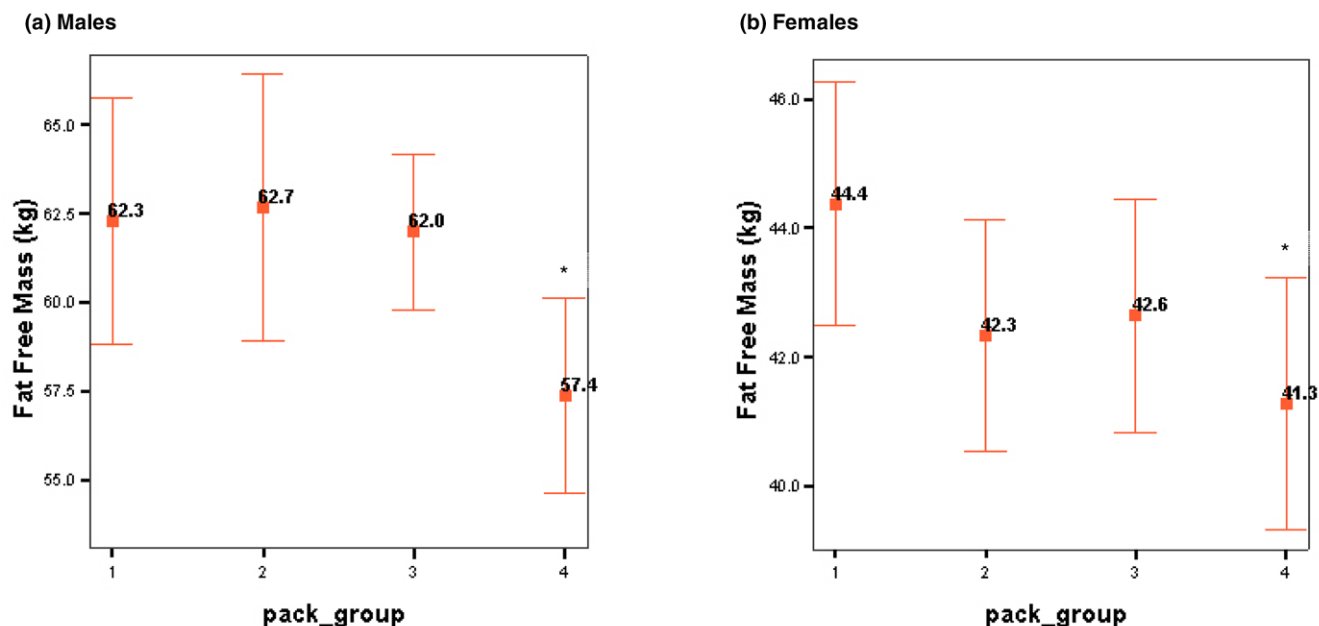 (a) Males
Fat Free Mass (kg)
65.0
62.5
60.0
57.5
55.0
62.3
62.7
62.0
*
57.4
1 2 3 4
pack_group
(b) Females
Fat Free Mass (kg)
46.0
44.0
42.0
40.0
44.4
42.3
42.6
*
41.3
1 2 3 4
pack_group